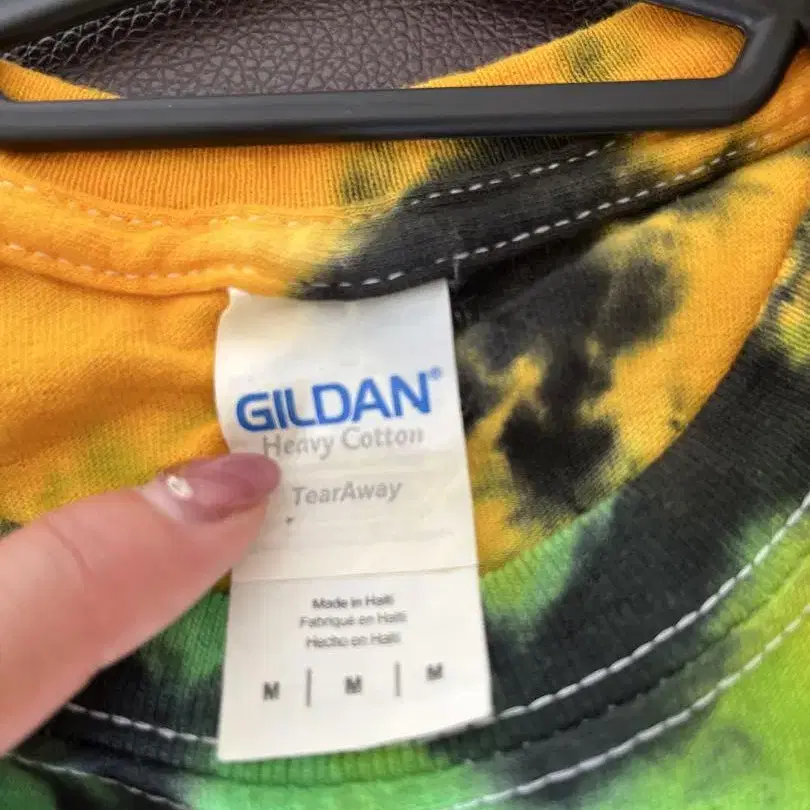 GILDAN®
Heavy Cotton
TearAway
Made in Haiti
Fabriqué en Haïti
Hecho en Haití
M | M | M